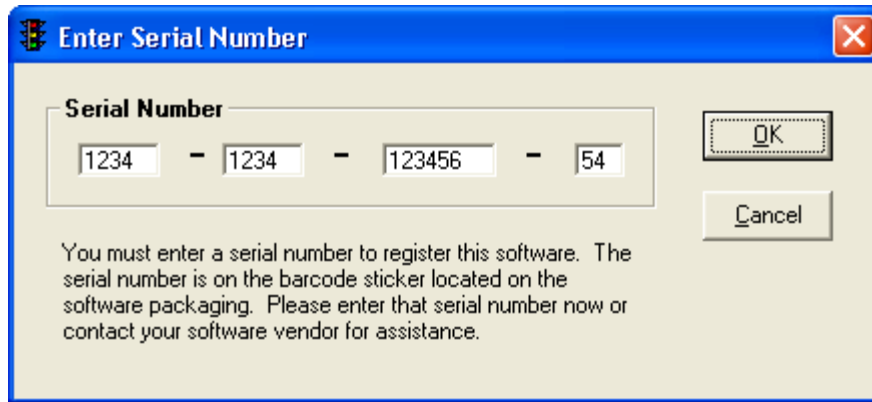 Enter Serial Number
Serial Number
1234 - 1234 - 123456 - 54
OK
Cancel
You must enter a serial number to register this software. The
serial number is on the barcode sticker located on the
software packaging. Please enter that serial number now or
contact your software vendor for assistance.